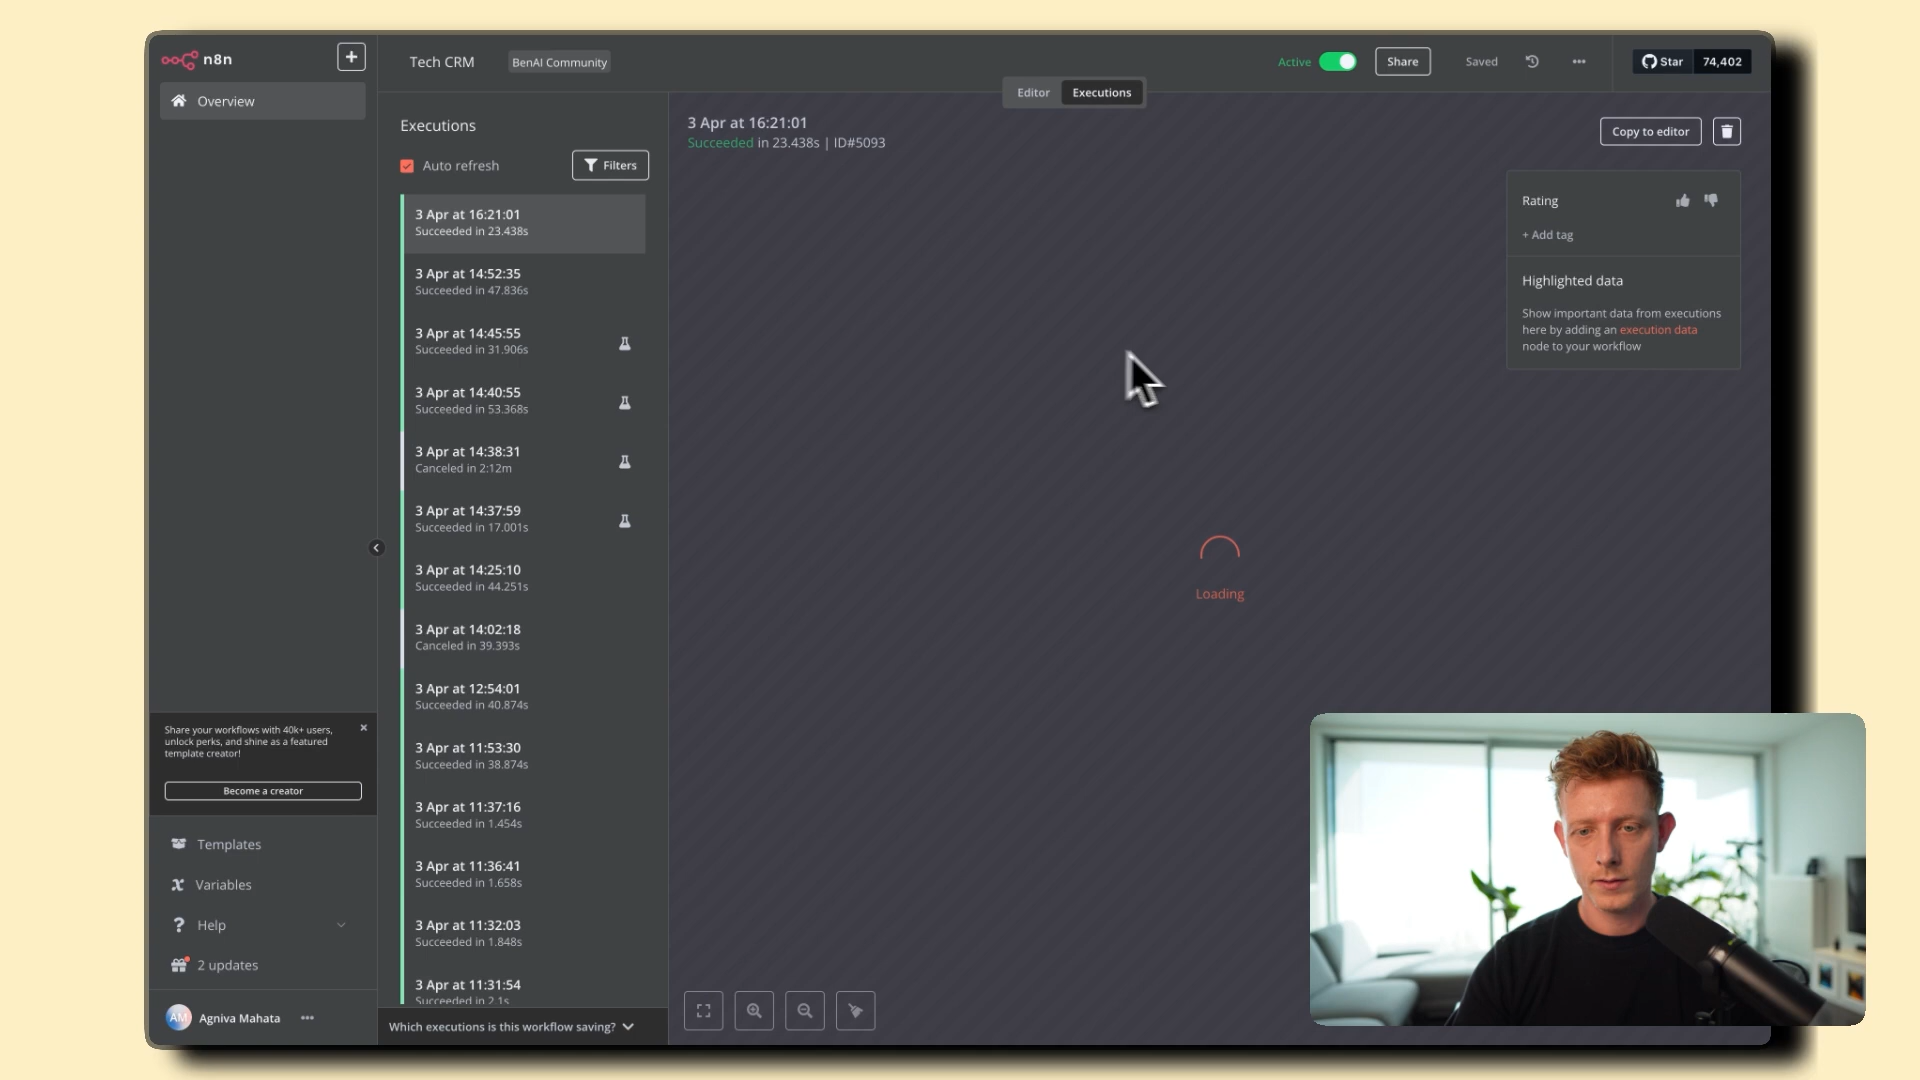 n8n
Overview
Share your workflows with 40k+ users,
unlock perks, and shine as a featured
template creator!
Become a creator
Templates
Variables
Help
2 updates
AM
Agniva Mahata
Tech CRM
BenAI Community
Active
Share
Saved
Star
74,402
Editor
Executions
Executions
Auto refresh
Filters
3 Apr at 16:21:01
Succeeded in 23.438s
3 Apr at 14:52:35
Succeeded in 47.836s
3 Apr at 14:45:55
Succeeded in 31.906s
3 Apr at 14:40:55
Succeeded in 53.368s
3 Apr at 14:38:31
Canceled in 2:12m
3 Apr at 14:37:59
Succeeded in 17.001s
3 Apr at 14:25:10
Succeeded in 44.251s
3 Apr at 14:02:18
Canceled in 39.393s
3 Apr at 12:54:01
Succeeded in 40.874s
3 Apr at 11:53:30
Succeeded in 38.874s
3 Apr at 11:37:16
Succeeded in 1.454s
3 Apr at 11:36:41
Succeeded in 1.658s
3 Apr at 11:32:03
Succeeded in 1.848s
3 Apr at 11:31:54
Succeeded in 2.1s
Which executions is this workflow saving?
3 Apr at 16:21:01
Succeeded in 23.438s | ID#5093
Copy to editor
Rating
+ Add tag
Highlighted data
Show important data from executions
here by adding an execution data
node to your workflow
Loading